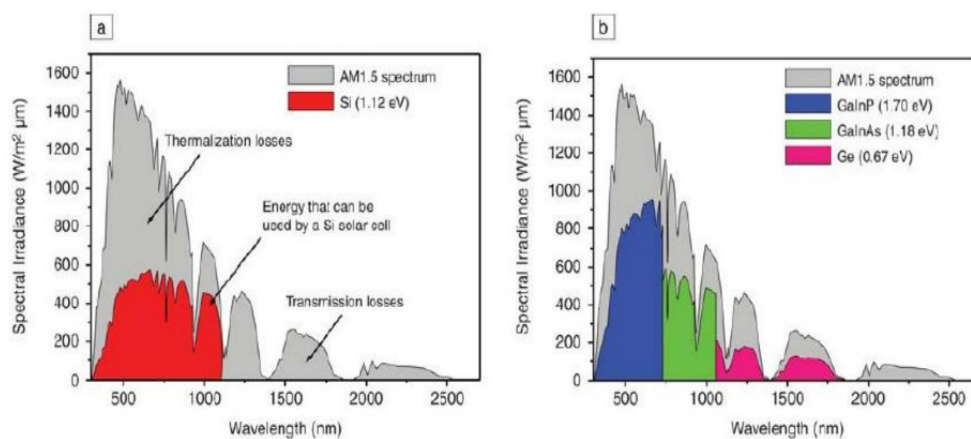 a
Spectral Irradiance (W/m² µm)
1600
1400
1200
1000
800
600
400
200
0
AM1.5 spectrum
Si (1.12 eV)
Thermalization losses
Energy that can be
used by a Si solar cell
Transmission losses
500 1000 1500 2000 2500
Wavelength (nm)
b
Spectral Irradiance (W/m² µm)
1600
1400
1200
1000
800
600
400
200
0
AM1.5 spectrum
GaInP (1.70 eV)
GaInAs (1.18 eV)
Ge (0.67 eV)
500 1000 1500 2000 2500
Wavelength (nm)